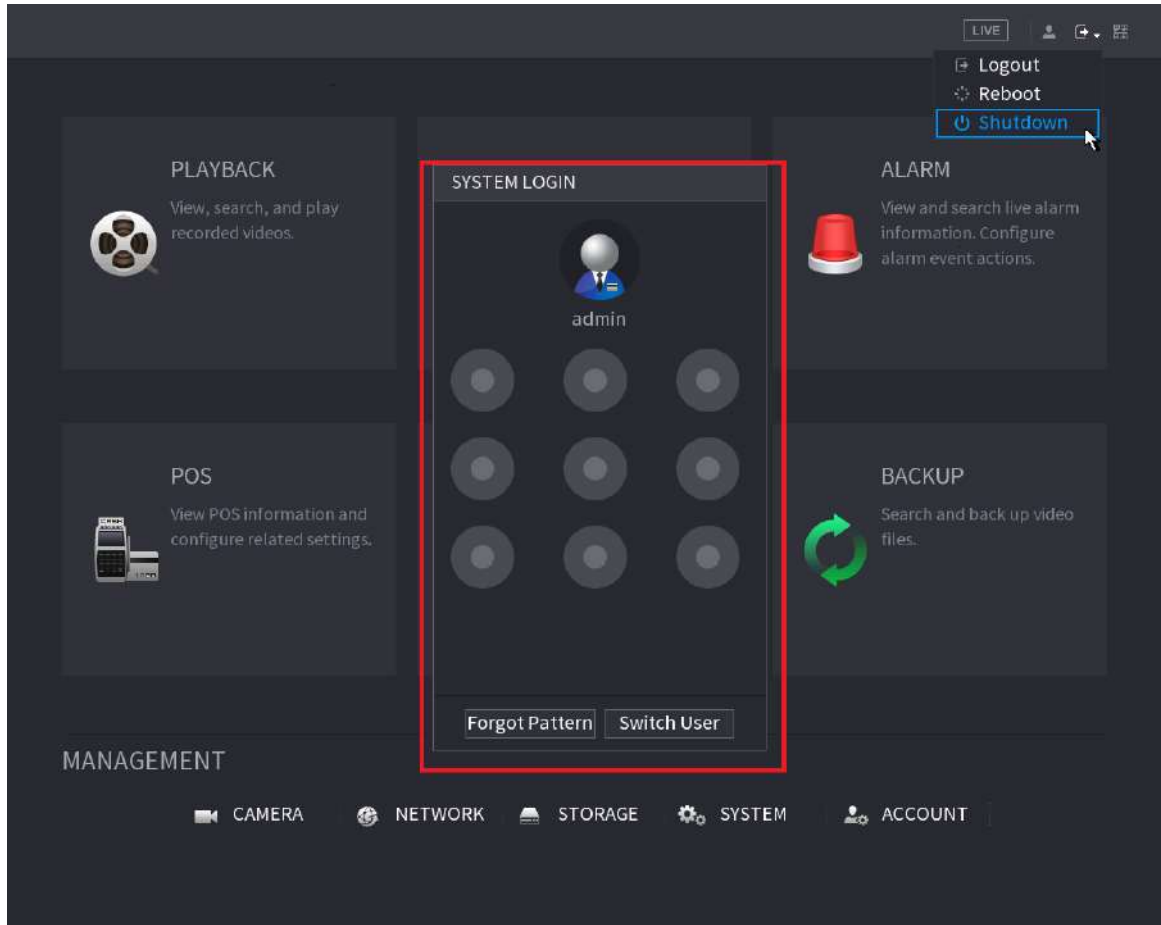 LIVE
Logout
Reboot
Shutdown
PLAYBACK
View, search, and play
recorded videos.
SYSTEM LOGIN
admin
ALARM
View and search live alarm
information. Configure
alarm event actions.
POS
View POS information and
configure related settings.
BACKUP
Search and back up video
files.
Forgot Pattern
Switch User
MANAGEMENT
CAMERA
NETWORK
STORAGE
SYSTEM
ACCOUNT